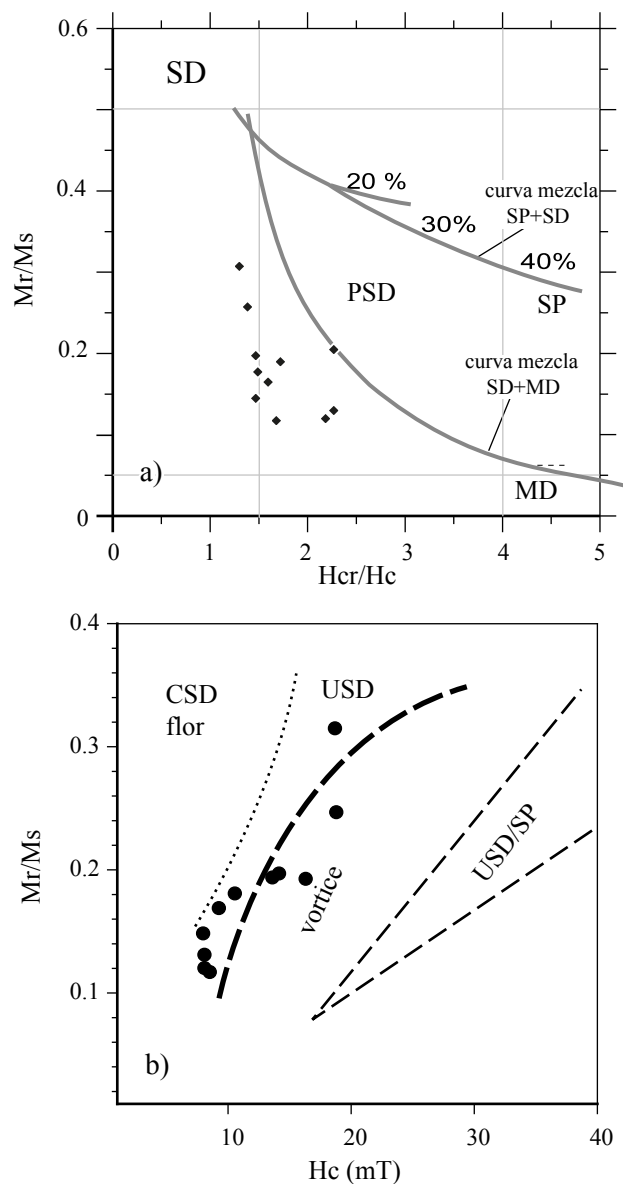 0.6
SD
0.4
20 %
curva mezcla
SP+SD
30%
40%
Mr/Ms
PSD
SP
0.2
curva mezcla
SD+MD
a)
MD
0
0
1
2
3
4
5
Hcr/Hc
0.4
CSD
flor
USD
0.3
Mr/Ms
0.2
vortice
USD/SP
0.1
b)
10
20
30
40
Hc (mT)